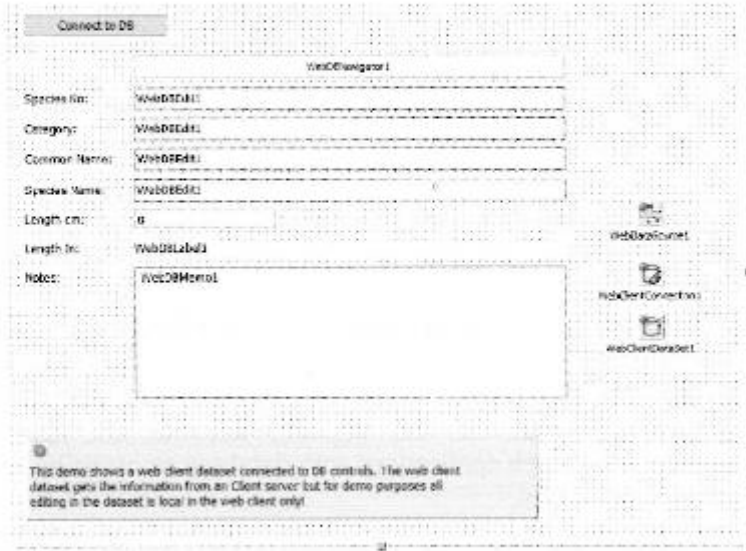 Connect to DB
WebDBNavigator1
Species No: WebDBEdit1
Category: WebDBEdit1
Common Name: WebDBEdit1
Species Name: WebDBEdit1
Length cm: 0
Length In: WebDBLabel1
Notes: WebDBMemo1
WebDataSource1
WebClientConnection1
WebClientDataSet1
This demo shows a web client dataset connected to DB controls. The web client
dataset gets the information from an Client server but for demo purposes all
editing in the dataset is local in the web client only!